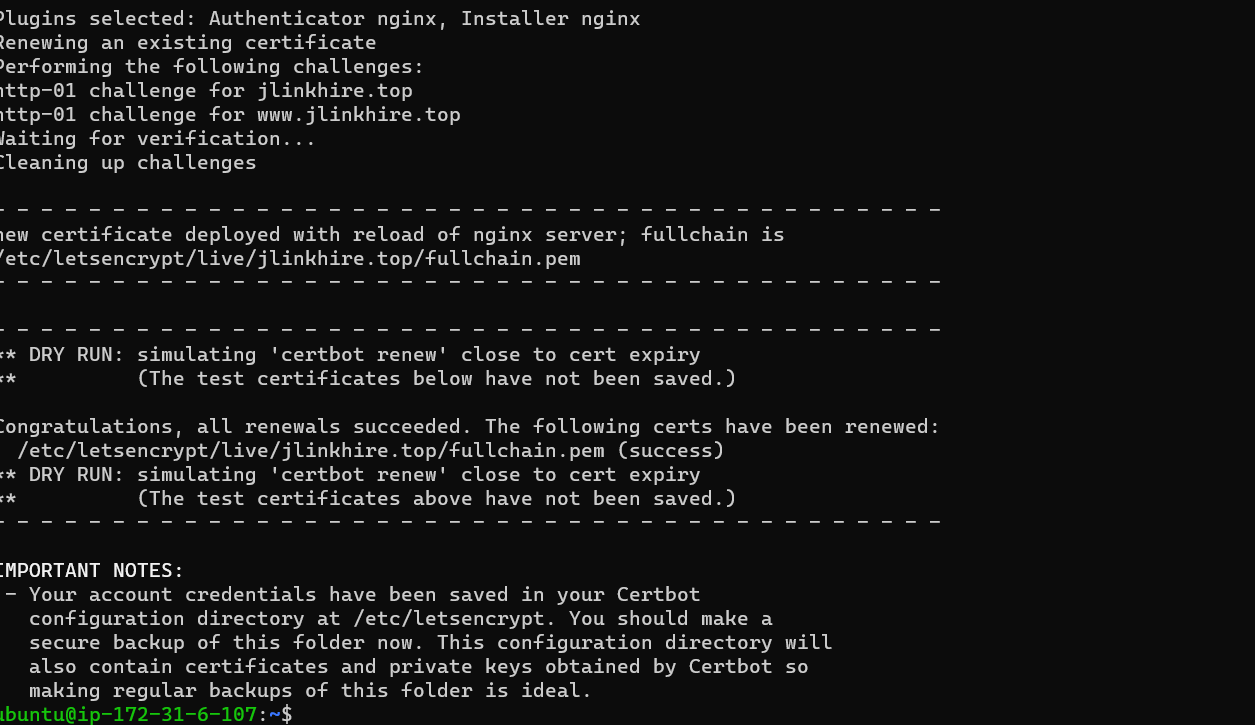 Plugins selected: Authenticator nginx, Installer nginx
Renewing an existing certificate
Performing the following challenges:
http-01 challenge for jlinkhire.top
http-01 challenge for www.jlinkhire.top
Waiting for verification...
Cleaning up challenges
- - - - - - - - - - - - - - - - - - - - - - - - - - - - - - - - - - - - - - - -
new certificate deployed with reload of nginx server; fullchain is
/etc/letsencrypt/live/jlinkhire.top/fullchain.pem
- - - - - - - - - - - - - - - - - - - - - - - - - - - - - - - - - - - - - - - -
- - - - - - - - - - - - - - - - - - - - - - - - - - - - - - - - - - - - - - - -
** DRY RUN: simulating 'certbot renew' close to cert expiry
**          (The test certificates below have not been saved.)
Congratulations, all renewals succeeded. The following certs have been renewed:
  /etc/letsencrypt/live/jlinkhire.top/fullchain.pem (success)
** DRY RUN: simulating 'certbot renew' close to cert expiry
**          (The test certificates above have not been saved.)
- - - - - - - - - - - - - - - - - - - - - - - - - - - - - - - - - - - - - - - -
IMPORTANT NOTES:
 - Your account credentials have been saved in your Certbot
   configuration directory at /etc/letsencrypt. You should make a
   secure backup of this folder now. This configuration directory will
   also contain certificates and private keys obtained by Certbot so
   making regular backups of this folder is ideal.
ubuntu@ip-172-31-6-107:~$